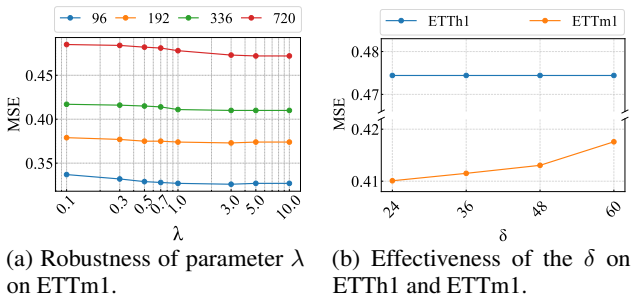 96 192 336 720
MSE
0.45
0.40
0.35
0.1 0.3 0.5 0.7 1.0 3.0 5.0 10.0
λ
(a) Robustness of parameter λ
on ETTm1.
ETTh1 ETTm1
MSE
0.48
0.47
0.42
0.41
24 36 48 60
δ
(b) Effectiveness of the δ on
ETTh1 and ETTm1.